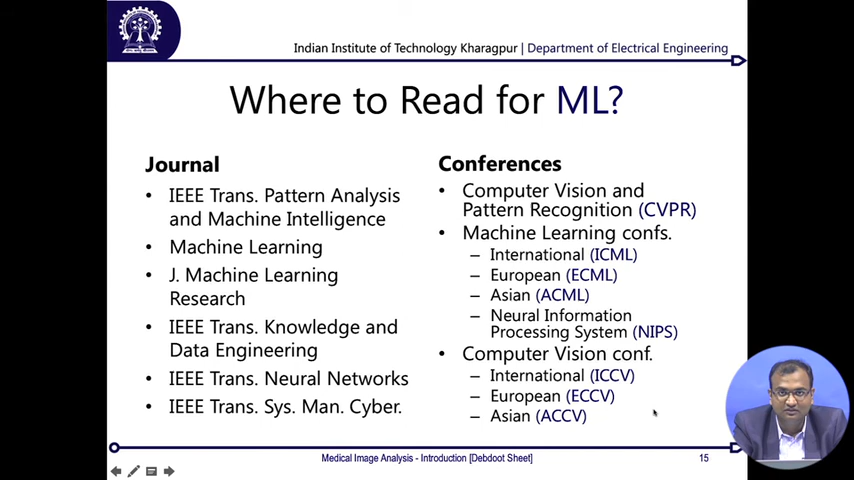 Indian Institute of Technology Kharagpur | Department of Electrical Engineering
Where to Read for ML?
Journal
• IEEE Trans. Pattern Analysis
and Machine Intelligence
• Machine Learning
• J. Machine Learning
Research
• IEEE Trans. Knowledge and
Data Engineering
• IEEE Trans. Neural Networks
• IEEE Trans. Sys. Man. Cyber.
Conferences
• Computer Vision and
Pattern Recognition (CVPR)
• Machine Learning confs.
– International (ICML)
– European (ECML)
– Asian (ACML)
– Neural Information
Processing System (NIPS)
• Computer Vision conf.
– International (ICCV)
– European (ECCV)
– Asian (ACCV)
Medical Image Analysis - Introduction [Debdoot Sheet]
15